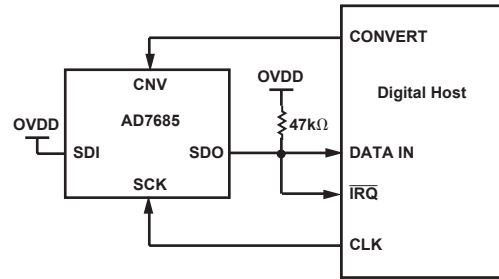 CONVERT
CNV
OVDD
Digital Host
OVDD
AD7685
47kΩ
SDI
SDO
DATA IN
SCK
IRQ
CLK